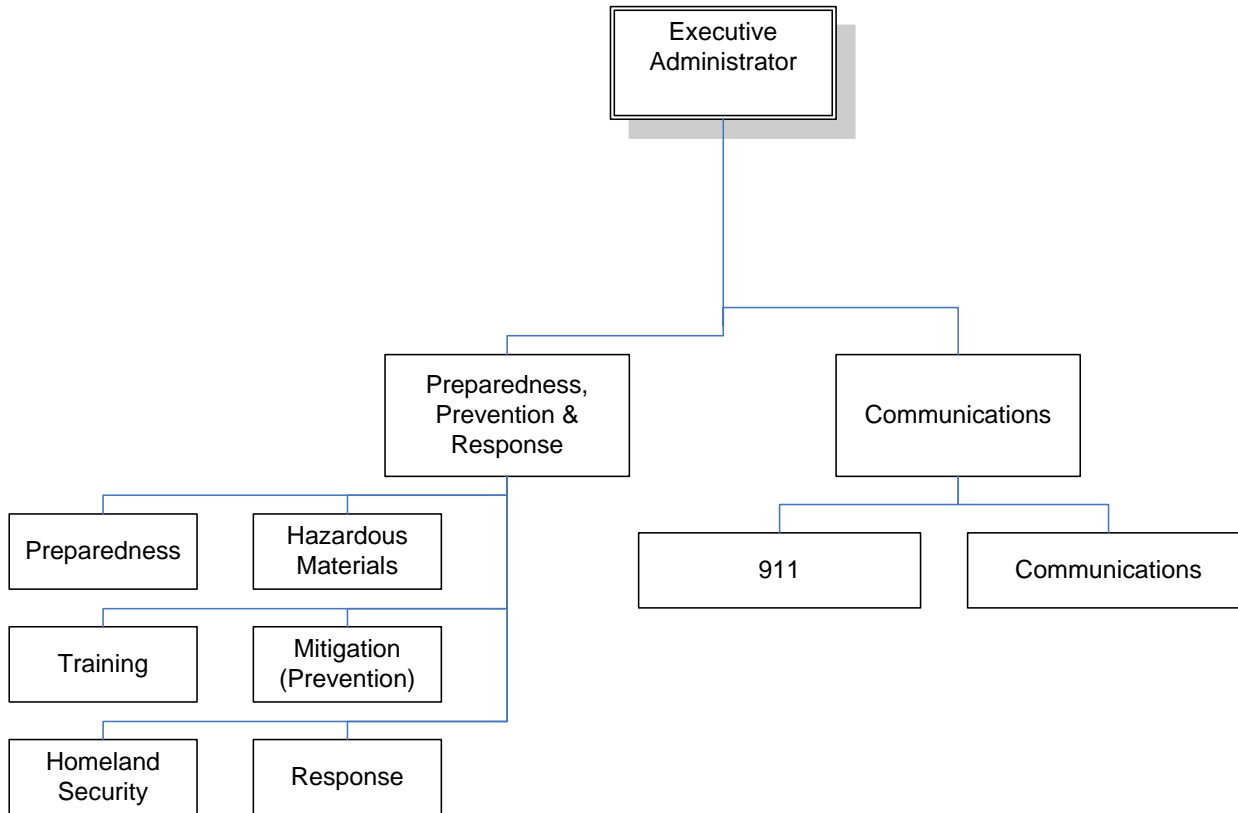 Executive
Administrator
Preparedness,
Prevention &
Response
Communications
Preparedness
Hazardous
Materials
911
Communications
Training
Mitigation
(Prevention)
Homeland
Security
Response